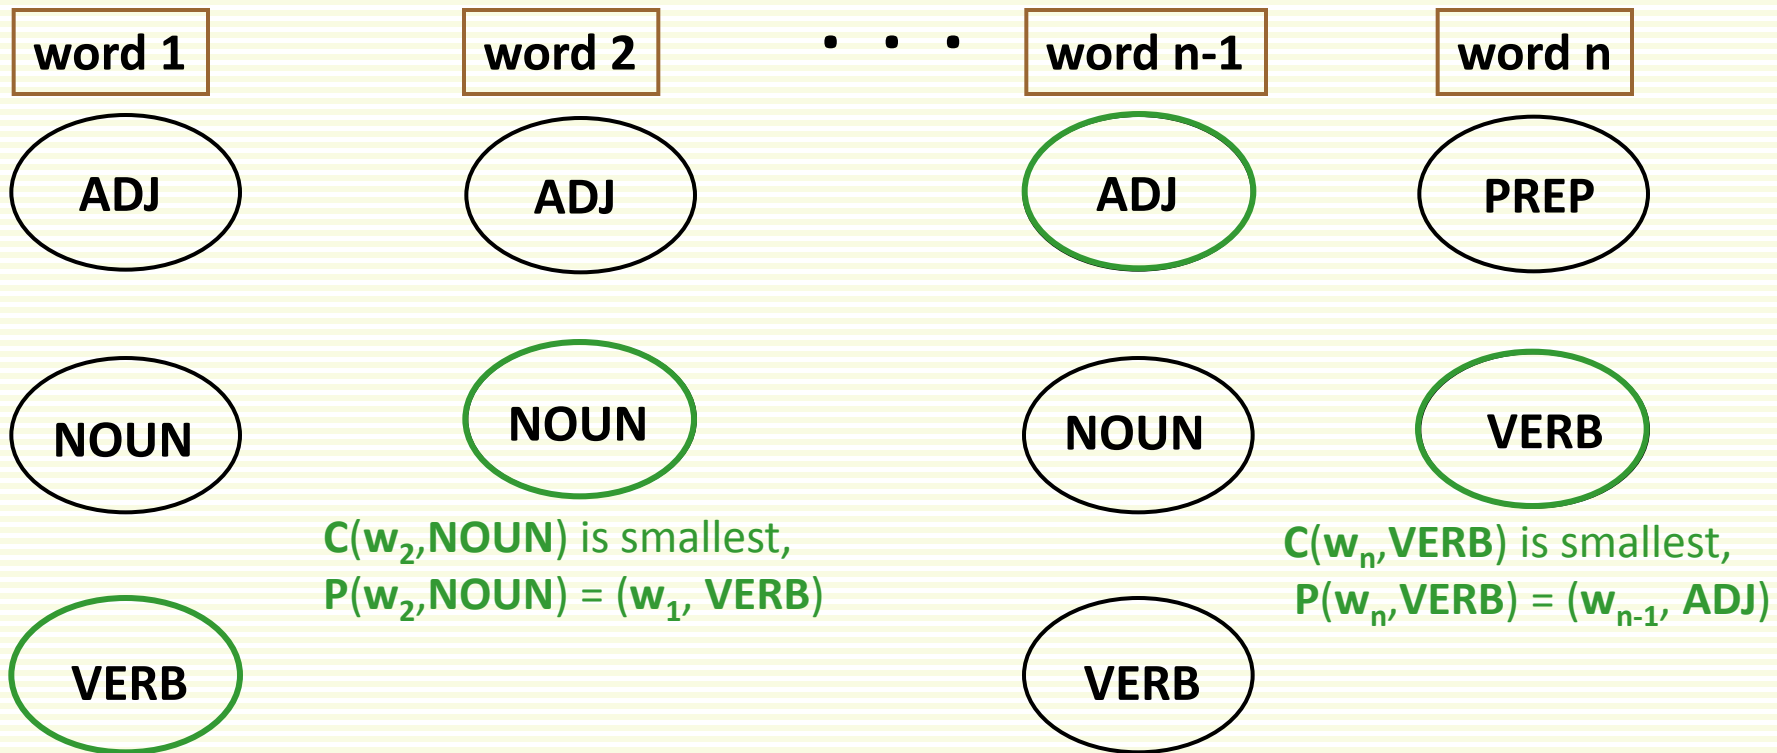 word 1 word 2 . . . word n-1 word n
ADJ ADJ ADJ PREP
NOUN NOUN NOUN VERB
C(w₂,NOUN) is smallest, C(wₙ,VERB) is smallest,
P(w₂,NOUN) = (w₁, VERB) P(wₙ,VERB) = (wₙ₋₁, ADJ)
VERB VERB